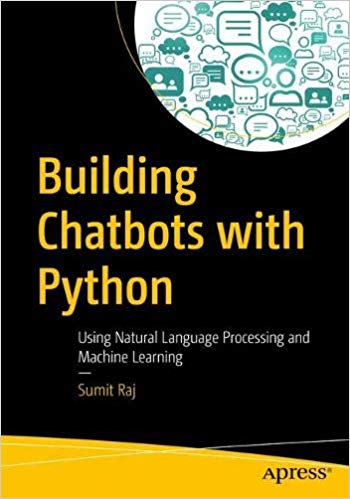 Building
Chatbots with
Python
Using Natural Language Processing and
Machine Learning
Sumit Raj
Apress®